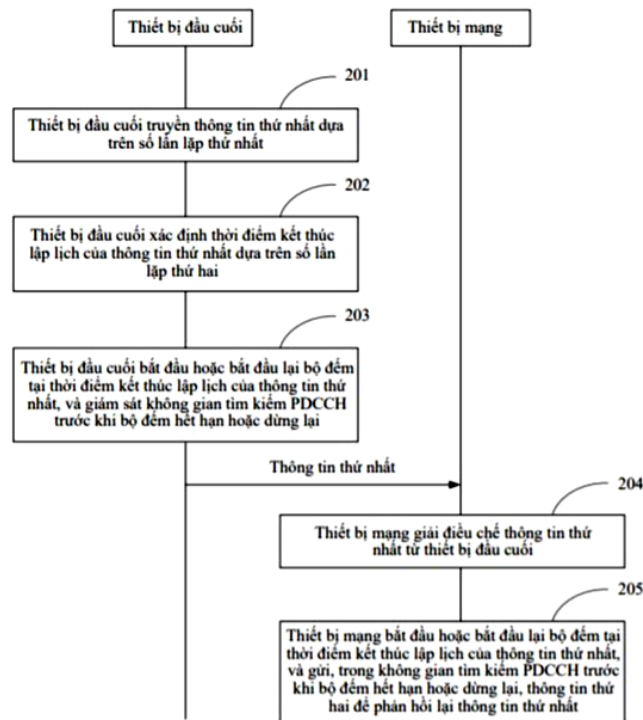 Thiết bị đầu cuối
Thiết bị mạng
201
Thiết bị đầu cuối truyền thông tin thứ nhất dựa
trên số lần lặp thứ nhất
202
Thiết bị đầu cuối xác định thời điểm kết thúc
lập lịch của thông tin thứ nhất dựa trên số lần
lặp thứ hai
203
Thiết bị đầu cuối bắt đầu hoặc bắt đầu lại bộ đếm
tại thời điểm kết thúc lập lịch của thông tin thứ
nhất, và giám sát không gian tìm kiếm PDCCH
trước khi bộ đếm hết hạn hoặc dừng lại
Thông tin thứ nhất
204
Thiết bị mạng giải điều chế thông tin thứ
nhất từ thiết bị đầu cuối
205
Thiết bị mạng bắt đầu hoặc bắt đầu lại bộ đếm tại
thời điểm kết thúc lập lịch của thông tin thứ nhất,
và gửi, trong không gian tìm kiếm PDCCH trước
khi bộ đếm hết hạn hoặc dừng lại, thông tin thứ
hai để phản hồi lại thông tin thứ nhất